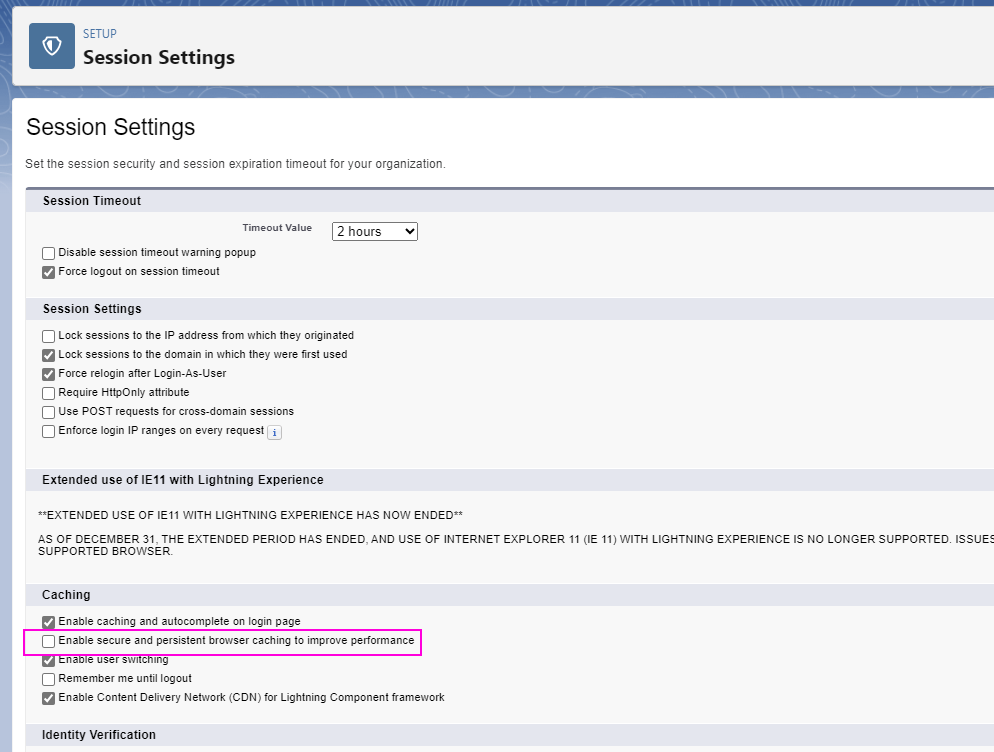 SETUP
Session Settings
Session Settings
Set the session security and session expiration timeout for your organization.
Session Timeout
Timeout Value 2 hours
Disable session timeout warning popup
Force logout on session timeout
Session Settings
Lock sessions to the IP address from which they originated
Lock sessions to the domain in which they were first used
Force relogin after Login-As-User
Require HttpOnly attribute
Use POST requests for cross-domain sessions
Enforce login IP ranges on every request i
Extended use of IE11 with Lightning Experience
**EXTENDED USE OF IE11 WITH LIGHTNING EXPERIENCE HAS NOW ENDED**
AS OF DECEMBER 31, THE EXTENDED PERIOD HAS ENDED, AND USE OF INTERNET EXPLORER 11 (IE 11) WITH LIGHTNING EXPERIENCE IS NO LONGER SUPPORTED. ISSUES
SUPPORTED BROWSER.
Caching
Enable caching and autocomplete on login page
Enable secure and persistent browser caching to improve performance
Enable user switching
Remember me until logout
Enable Content Delivery Network (CDN) for Lightning Component framework
Identity Verification